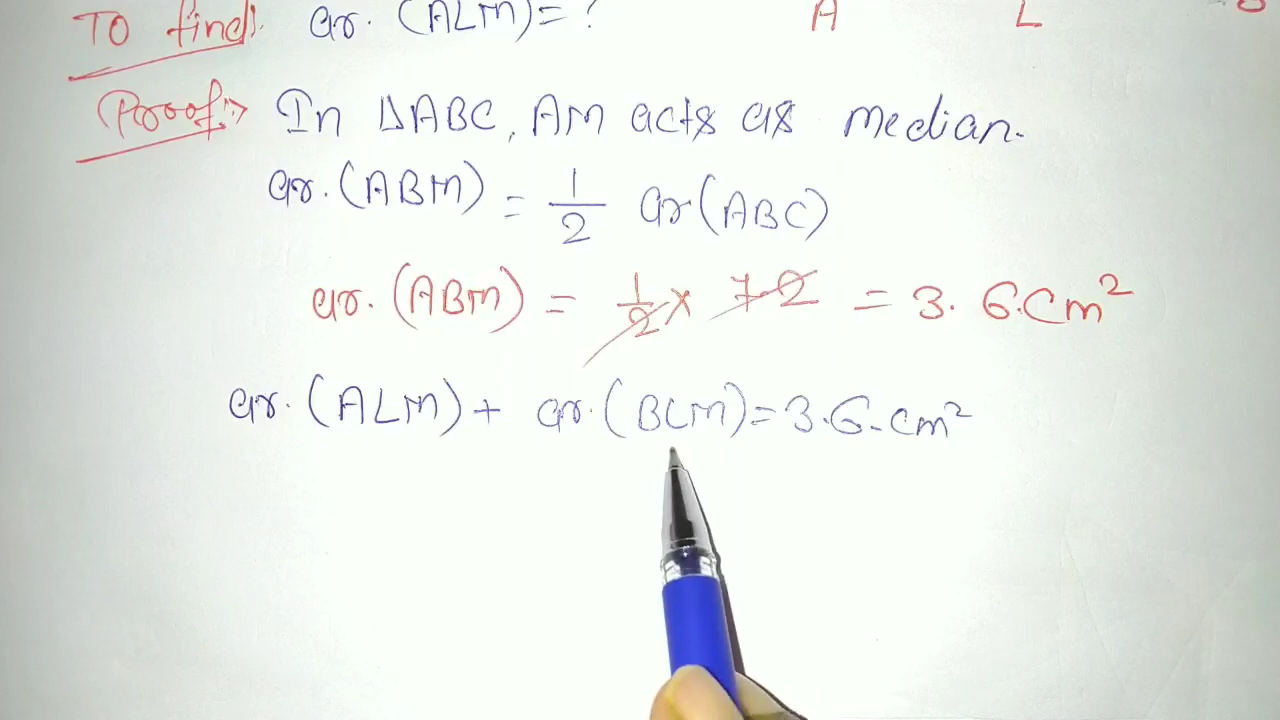 To find: ar. (ALM) = ?
A L B
Proof:- In ΔABC, AM acts as median.
ar. (ABM) = 1/2 ar (ABC)
ar. (ABM) = 1/2 x 7.2 = 3.6.cm²
ar. (ALM) + ar. (BLM) = 3.6.cm²